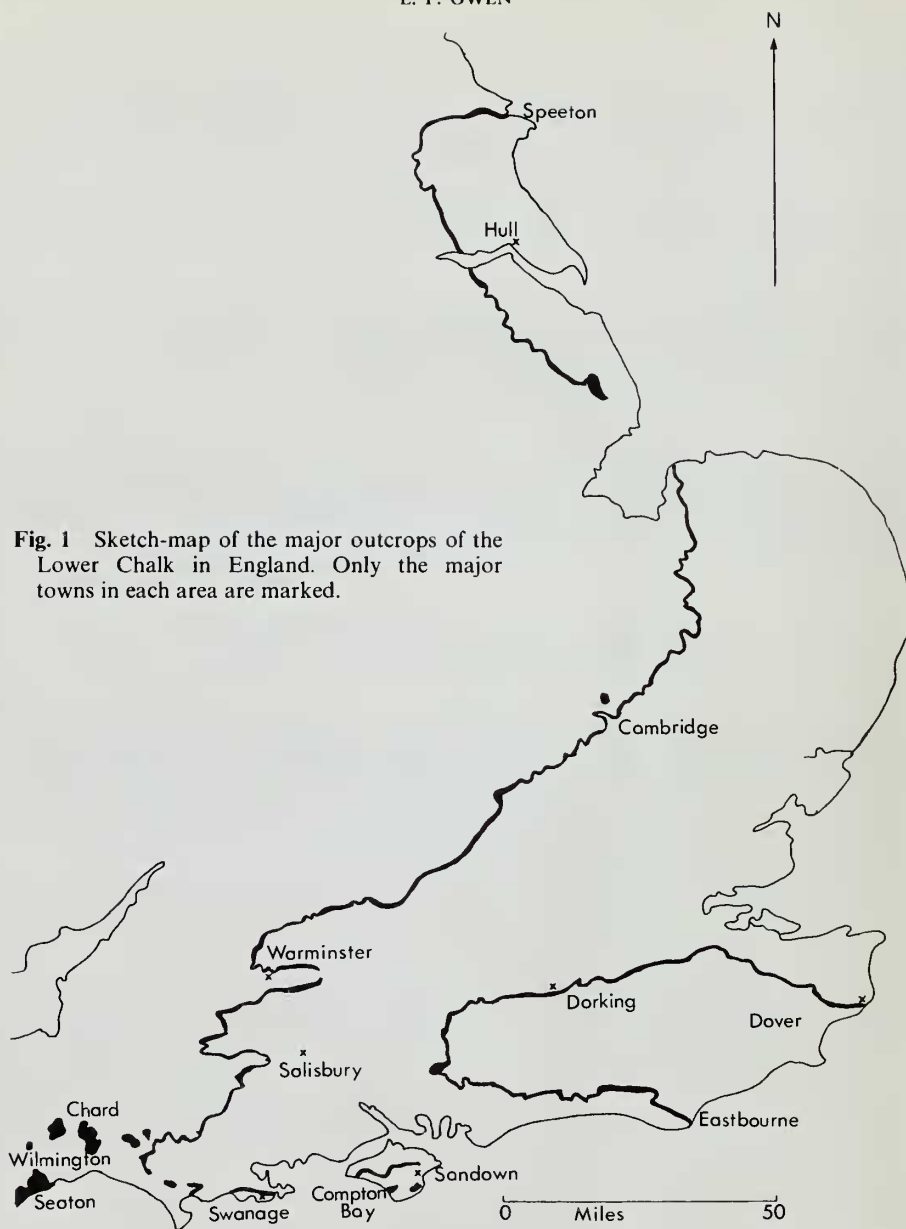 E. F. OWEN
N
Speeton
Hull
Fig. 1 Sketch-map of the major outcrops of the
Lower Chalk in England. Only the major
towns in each area are marked.
Cambridge
Warminster
Dorking
Dover
Salisbury
Chard
Eastbourne
Wilmington
Sandown
Seaton
Compton
Bay
Swanage
0 Miles 50